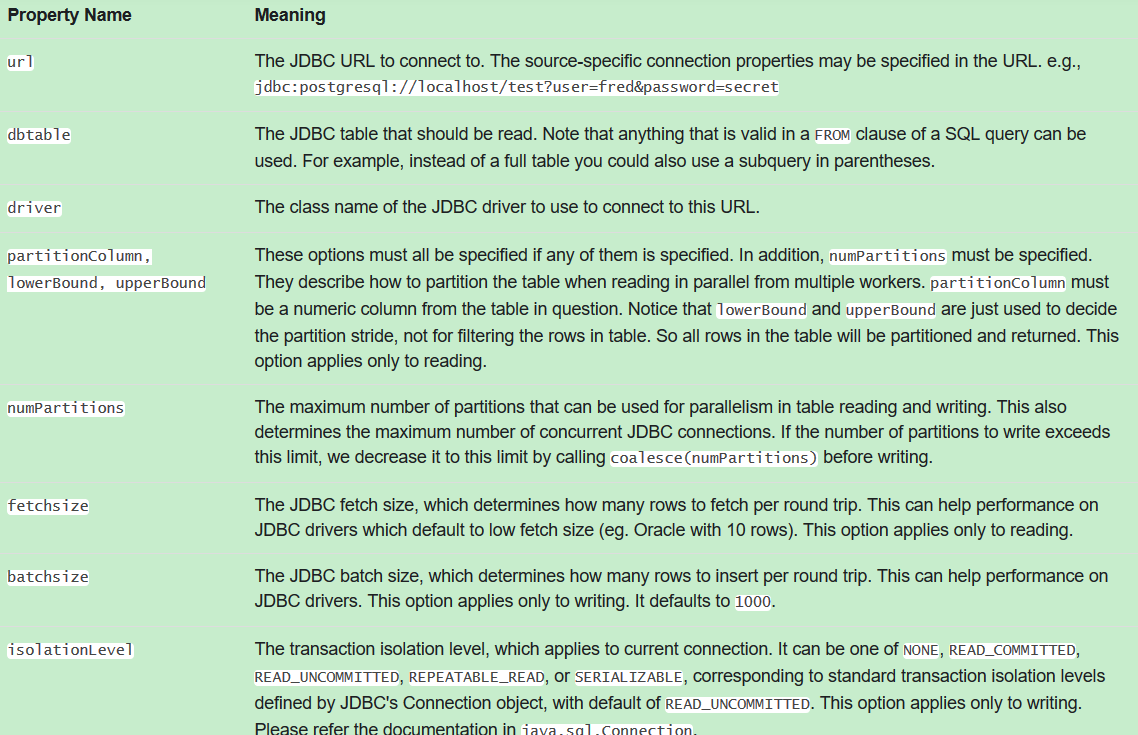 Property Name Meaning
url The JDBC URL to connect to. The source-specific connection properties may be specified in the URL. e.g.,
jdbc:postgresql://localhost/test?user=fred&password=secret
dbtable The JDBC table that should be read. Note that anything that is valid in a FROM clause of a SQL query can be
used. For example, instead of a full table you could also use a subquery in parentheses.
driver The class name of the JDBC driver to use to connect to this URL.
partitionColumn, These options must all be specified if any of them is specified. In addition, numPartitions must be specified.
lowerBound, upperBound They describe how to partition the table when reading in parallel from multiple workers. partitionColumn must
be a numeric column from the table in question. Notice that lowerBound and upperBound are just used to decide
the partition stride, not for filtering the rows in table. So all rows in the table will be partitioned and returned. This
option applies only to reading.
numPartitions The maximum number of partitions that can be used for parallelism in table reading and writing. This also
determines the maximum number of concurrent JDBC connections. If the number of partitions to write exceeds
this limit, we decrease it to this limit by calling coalesce(numPartitions) before writing.
fetchsize The JDBC fetch size, which determines how many rows to fetch per round trip. This can help performance on
JDBC drivers which default to low fetch size (eg. Oracle with 10 rows). This option applies only to reading.
batchsize The JDBC batch size, which determines how many rows to insert per round trip. This can help performance on
JDBC drivers. This option applies only to writing. It defaults to 1000.
isolationLevel The transaction isolation level, which applies to current connection. It can be one of NONE, READ_COMMITTED,
READ_UNCOMMITTED, REPEATABLE_READ, or SERIALIZABLE, corresponding to standard transaction isolation levels
defined by JDBC's Connection object, with default of READ_UNCOMMITTED. This option applies only to writing.
Please refer the documentation in java.sql.Connection.